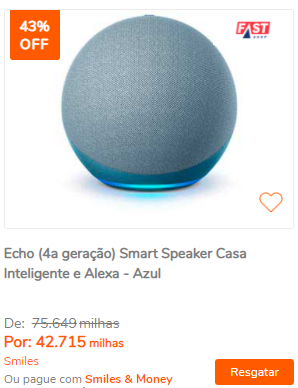 43%
OFF
FAST
SHOP
Echo (4a geração) Smart Speaker Casa
Inteligente e Alexa - Azul
De: 75.649 milhas
Por: 42.715 milhas
Smiles
Ou pague com Smiles & Money
Resgatar